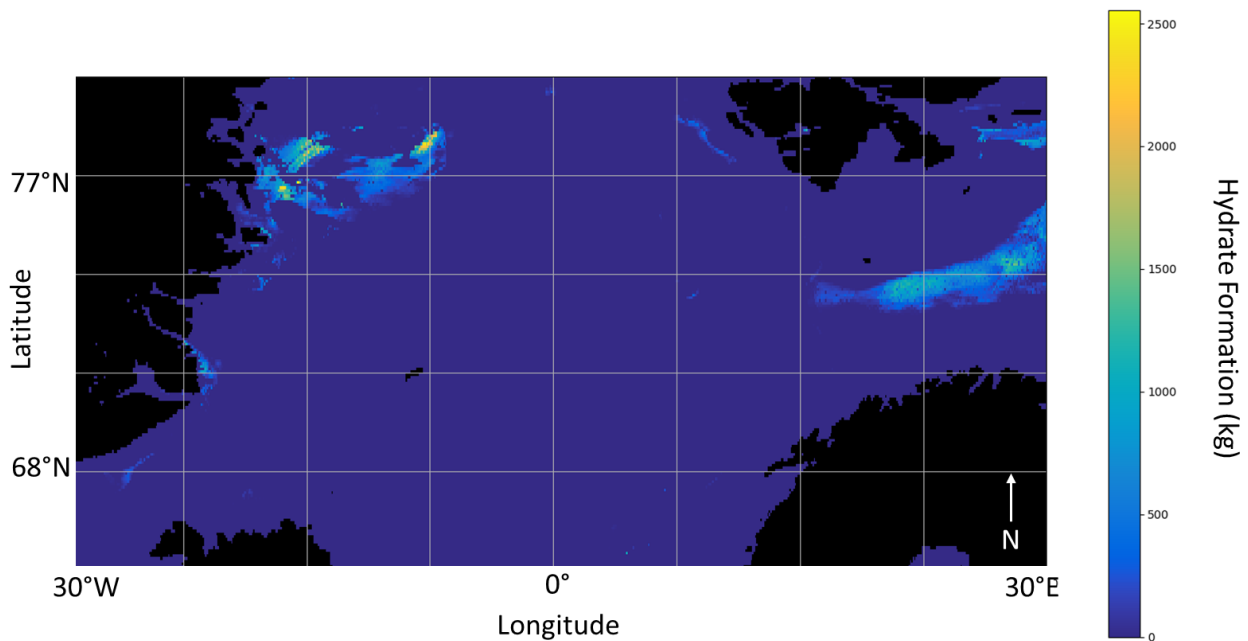 2500
2000
1500
1000
500
0
Hydrate Formation (kg)
77°N
Latitude
68°N
N
30°W
0°
30°E
Longitude